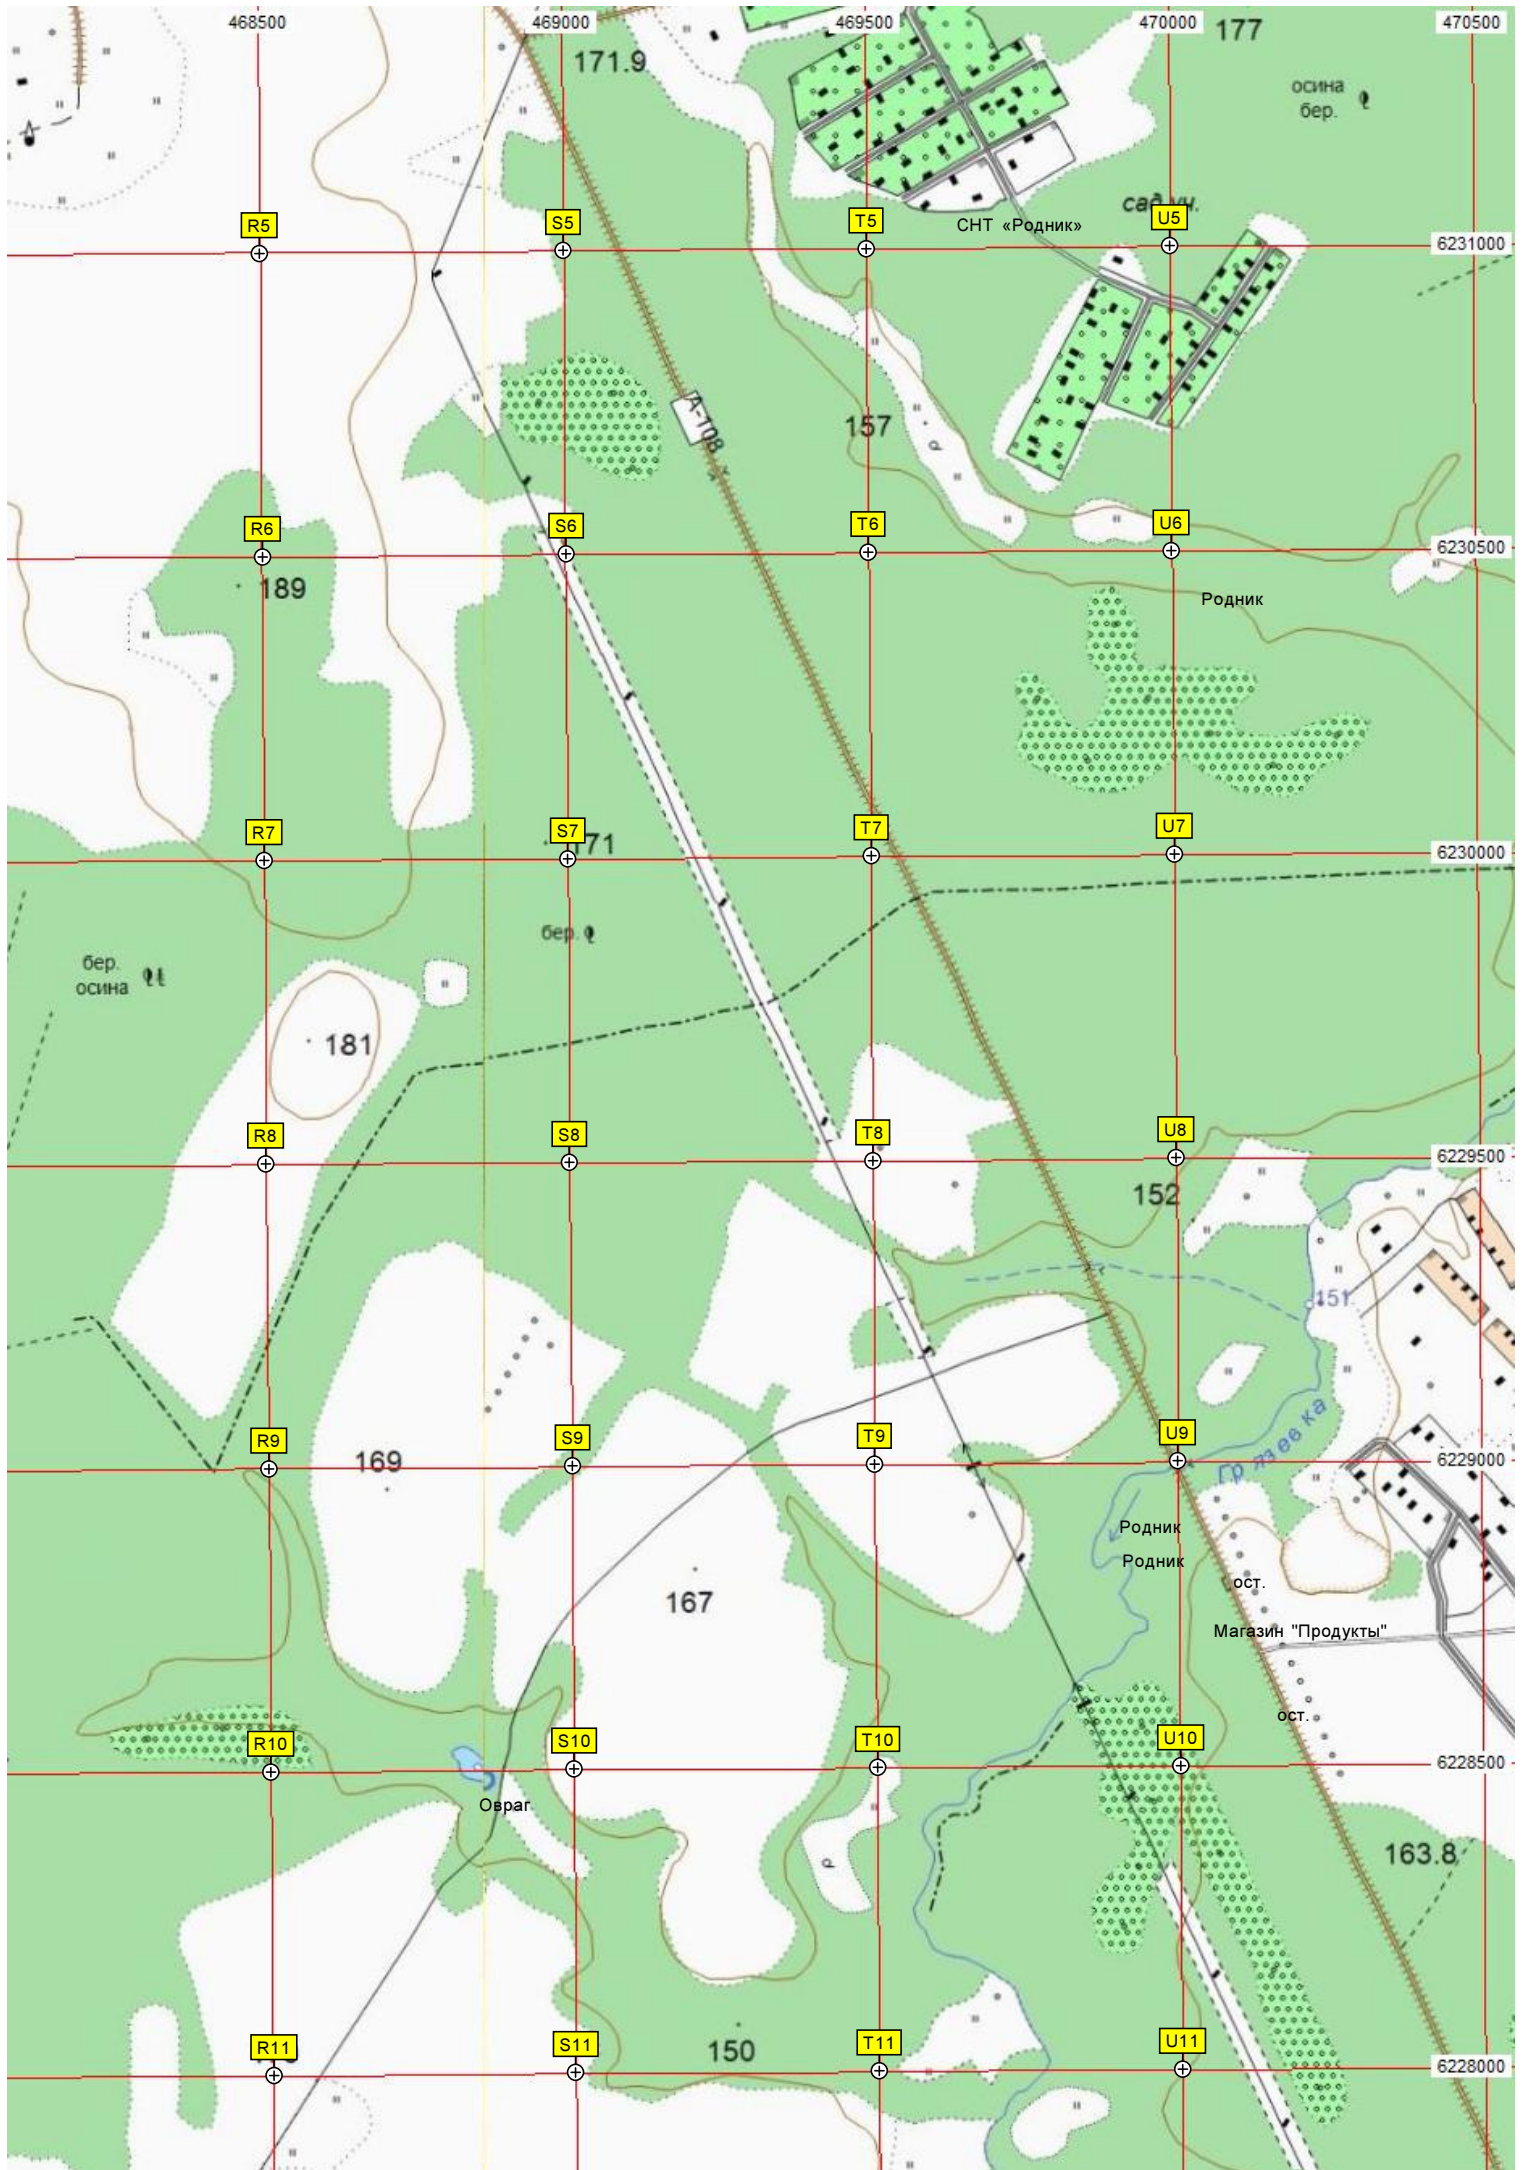 468500 469000 469500 470000 470500
177
171.9
осина
бер.
сад. уч.
R5 S5 T5 U5
СНТ «Родник»
6231000
А-108
157
R6 S6 T6 U6
6230500
189
Родник
R7 S7 T7 U7
171
6230000
бер.
бер.
осина
181
R8 S8 T8 U8
6229500
152
151
Грязевка
R9 S9 T9 U9
6229000
169
Родник
Родник
ост.
167
Магазин "Продукты"
ост.
R10 S10 T10 U10
6228500
Овраг
163.8
R11 S11 T11 U11
150
6228000